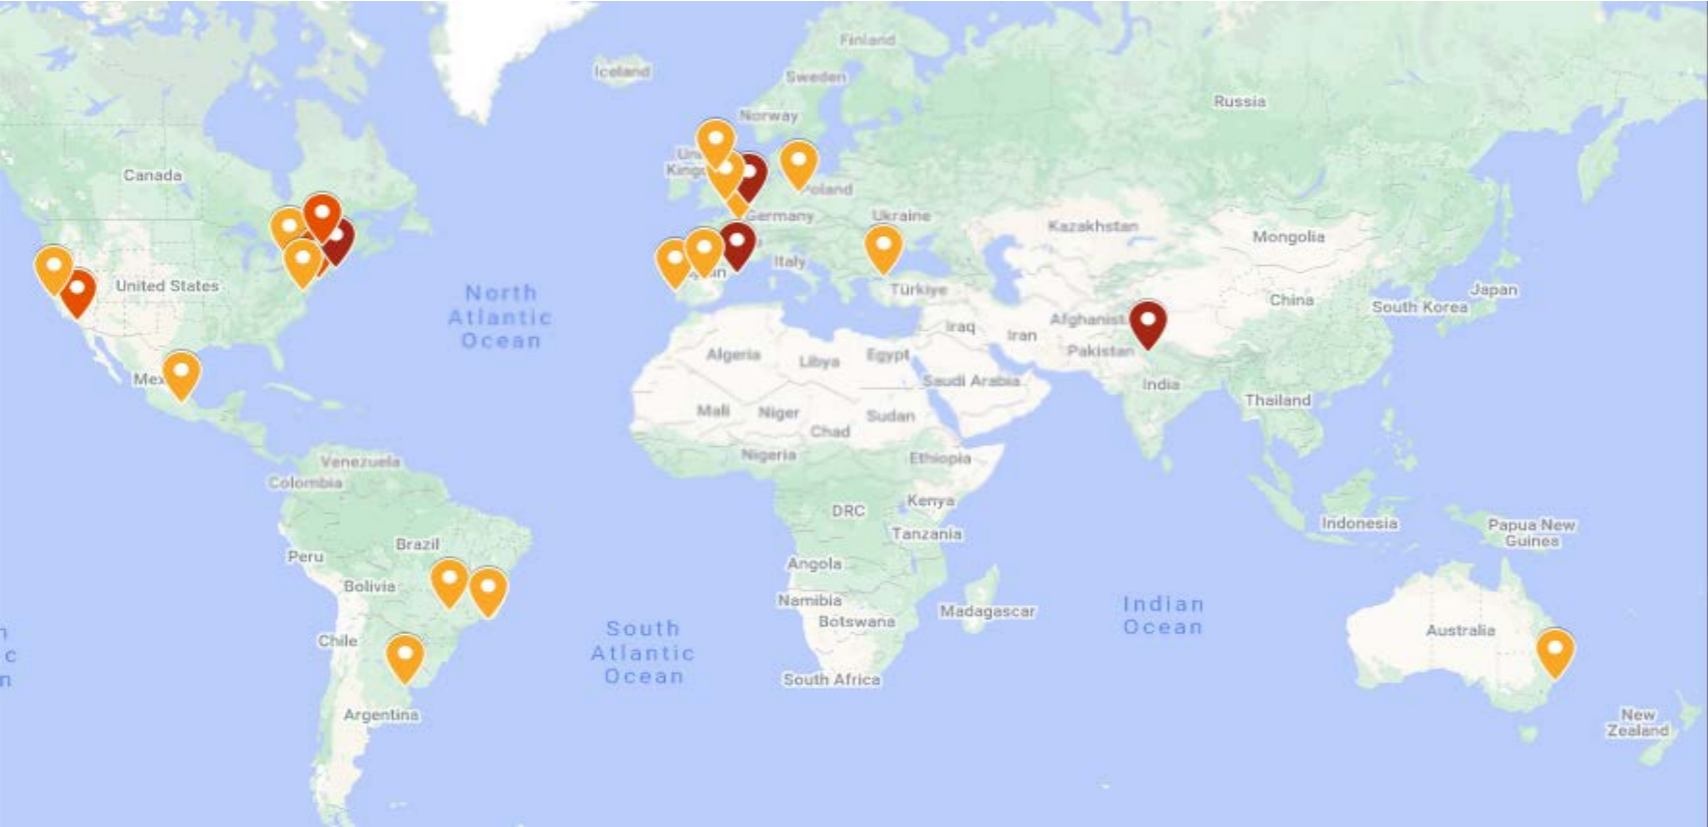 Finland
Iceland
Sweden
Russia
Norway
Canada
Poland
Germany
Ukraine
Kazakhstan
Mongolia
Italy
United States
Türkiye
North
Atlantic
Ocean
China
Japan
South Korea
Afghanist
Iraq
Iran
Pakistan
Algeria
Libya
Egypt
Mex
Saudi Arabia
India
Thailand
Mali
Niger
Sudan
Chad
Nigeria
Ethiopia
Venezuela
Colombia
Kenya
DRC
Tanzania
Indonesia
Papua New
Guinea
Brazil
Peru
Bolivia
Angola
Namibia
Botswana
Madagascar
Indian
Ocean
South
Atlantic
Ocean
Chile
Australia
South Africa
Argentina
New
Zealand